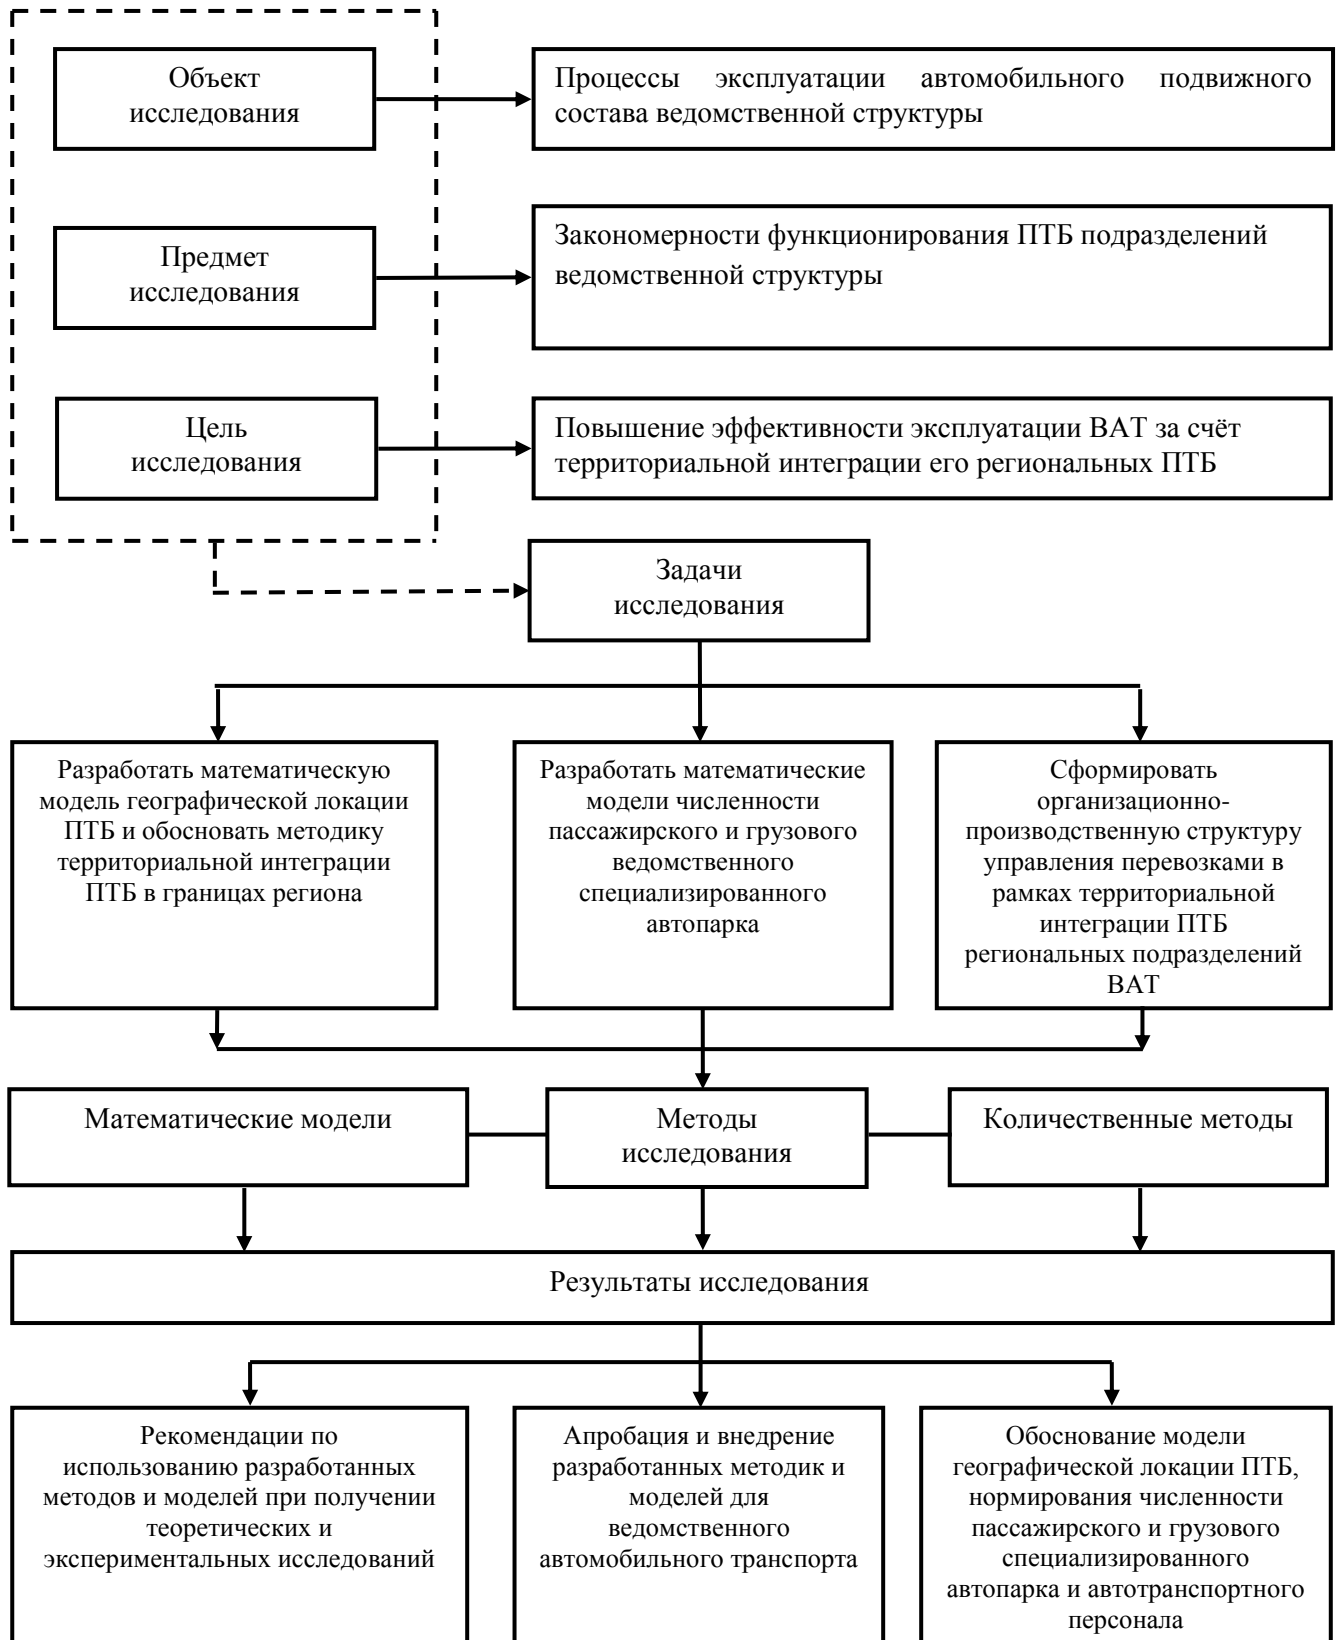 Объект
исследования
Процессы эксплуатации автомобильного подвижного
состава ведомственной структуры
Предмет
исследования
Закономерности функционирования ПТБ подразделений
ведомственной структуры
Цель
исследования
Повышение эффективности эксплуатации ВАТ за счёт
территориальной интеграции его региональных ПТБ
Задачи
исследования
Разработать математическую
модель географической локации
ПТБ и обосновать методику
территориальной интеграции
ПТБ в границах региона
Разработать математические
модели численности
пассажирского и грузового
ведомственного
специализированного
автопарка
Сформировать
организационно-
производственную структуру
управления перевозками в
рамках территориальной
интеграции ПТБ
региональных подразделений
ВАТ
Математические модели
Методы
исследования
Количественные методы
Результаты исследования
Рекомендации по
использованию разработанных
методов и моделей при получении
теоретических и
экспериментальных исследований
Апробация и внедрение
разработанных методик и
моделей для
ведомственного
автомобильного транспорта
Обоснование модели
географической локации ПТБ,
нормирования численности
пассажирского и грузового
специализированного
автопарка и автотранспортного
персонала